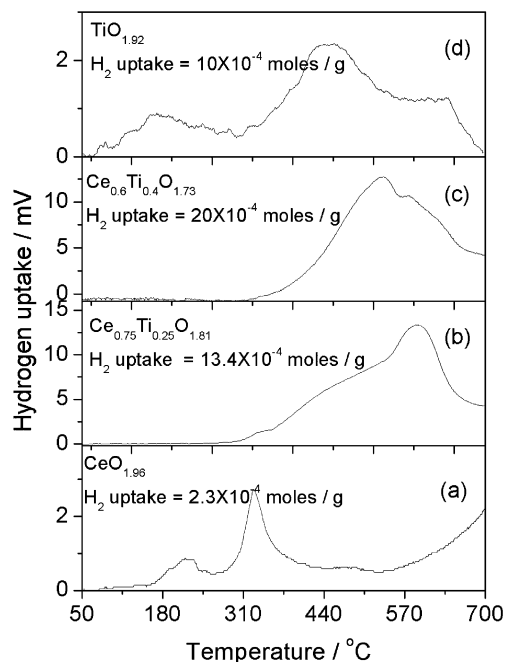 TiO1.92
(d)
H2 uptake = 10X10-4 moles / g
2
0
Ce0.6Ti0.4O1.73
(c)
H2 uptake = 20X10-4 moles / g
10
5
0
15
Ce0.75Ti0.25O1.81
(b)
H2 uptake = 13.4X10-4 moles / g
10
5
0
CeO1.96
(a)
H2 uptake = 2.3X10-4 moles / g
2
0
50 180 310 440 570 700
Temperature / oC
Hydrogen uptake / mV